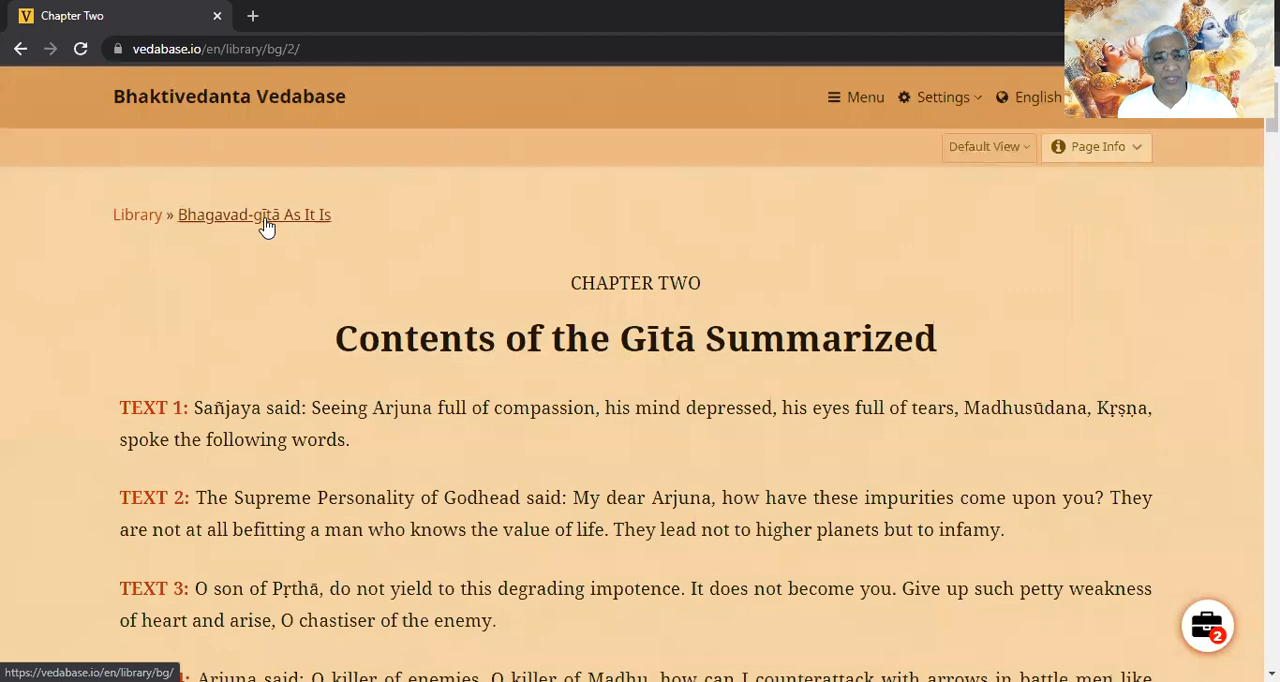 Chapter Two
vedabase.io/en/library/bg/2/
Bhaktivedanta Vedabase
Menu Settings English
Default View Page Info
Library » Bhagavad-gītā As It Is
CHAPTER TWO
Contents of the Gītā Summarized
TEXT 1: Sañjaya said: Seeing Arjuna full of compassion, his mind depressed, his eyes full of tears, Madhusūdana, Kṛṣṇa,
spoke the following words.
TEXT 2: The Supreme Personality of Godhead said: My dear Arjuna, how have these impurities come upon you? They
are not at all befitting a man who knows the value of life. They lead not to higher planets but to infamy.
TEXT 3: O son of Pṛthā, do not yield to this degrading impotence. It does not become you. Give up such petty weakness
of heart and arise, O chastiser of the enemy.
2
https://vedabase.io/en/library/bg/
Arjuna said: O killer of enemies, O killer of Madhu, how can I counterattack with arrows in battle men like